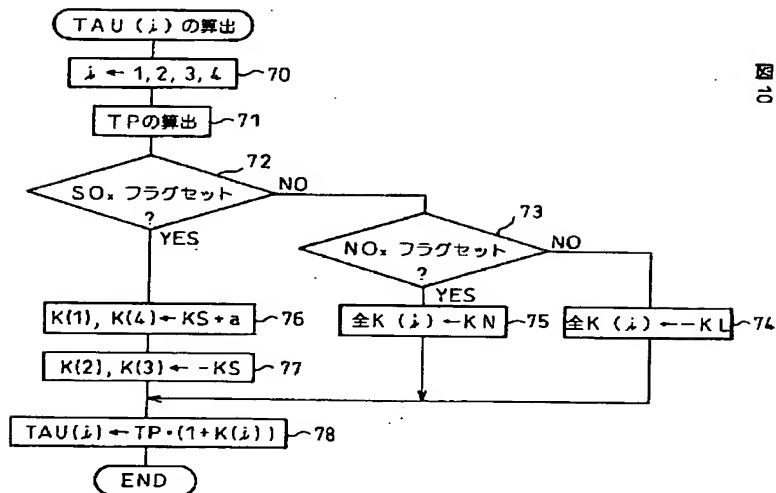 TAU(i)の算出
i ← 1, 2, 3, 4
70
TPの算出
71
72
SOx フラグセット
?
NO
YES
73
NOx フラグセット
?
NO
YES
K(1), K(4)←KS+a
76
全K (i)←KN
75
全K (i)←-KL
74
K(2), K(3)←-KS
77
TAU(i)←TP・(1+K(i))
78
END
図10